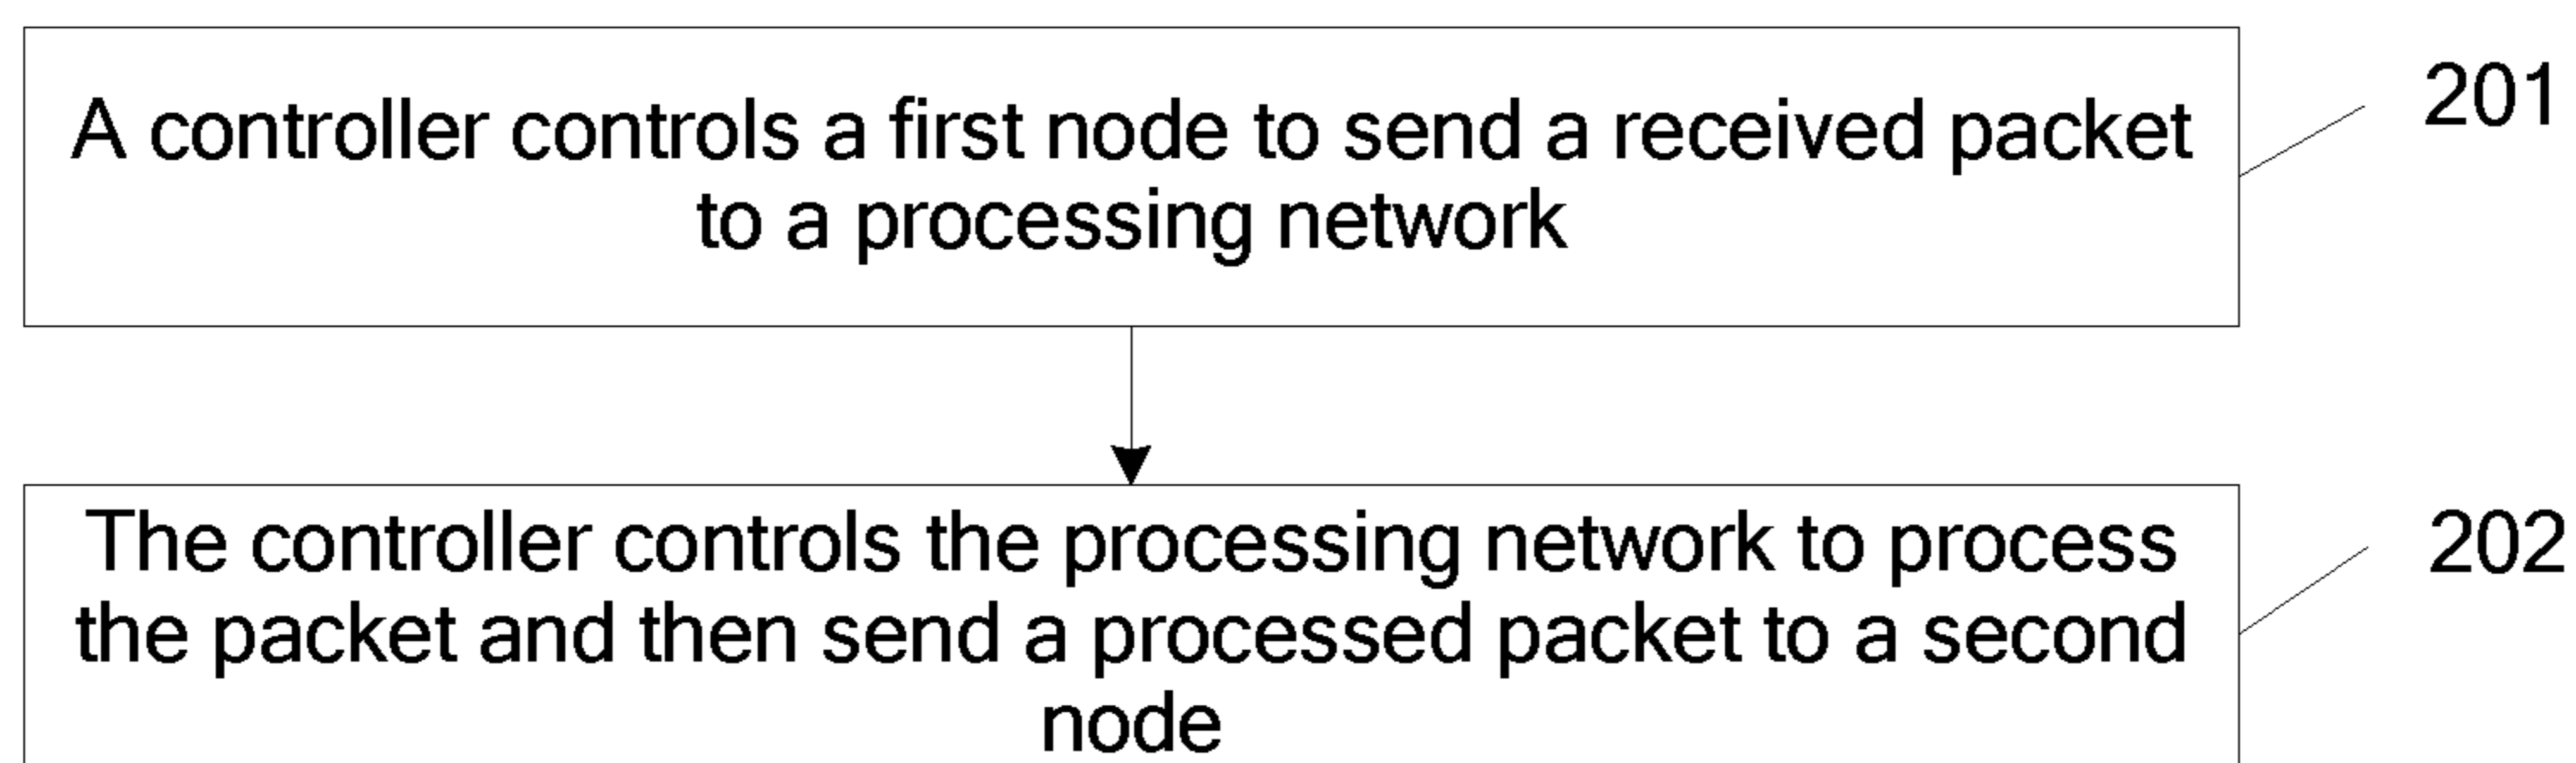 A controller controls a first node to send a received packet
to a processing network
201
The controller controls the processing network to process
the packet and then send a processed packet to a second
node
202